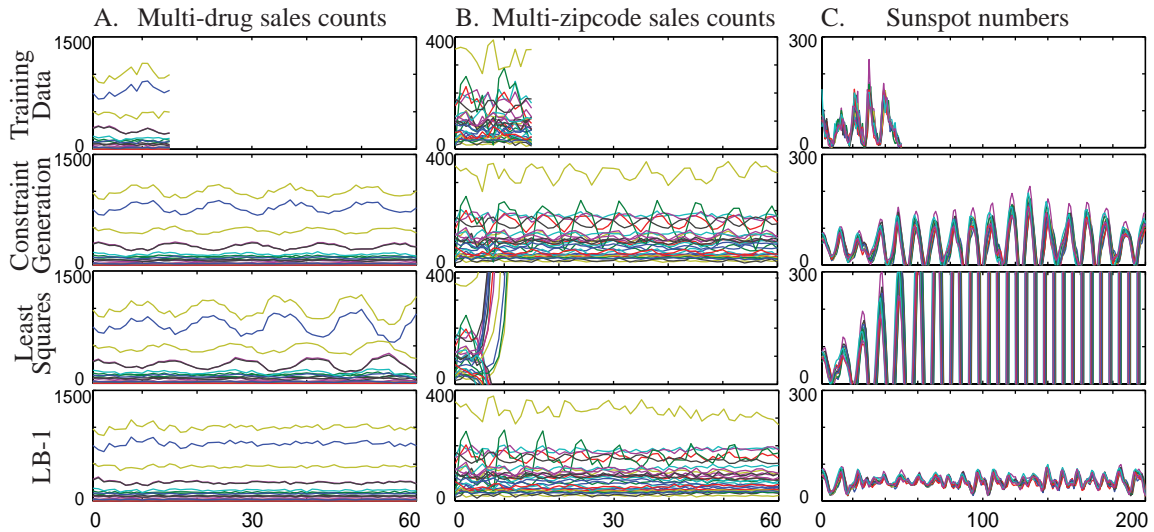 A. Multi-drug sales counts
B. Multi-zipcode sales counts
C. Sunspot numbers
Training
Data
1500
0
400
0
300
0
Constraint
Generation
1500
0
400
0
300
0
Least
Squares
1500
0
400
0
300
0
LB-1
1500
0
400
0
300
0
0 30 60
0 30 60
0 100 200